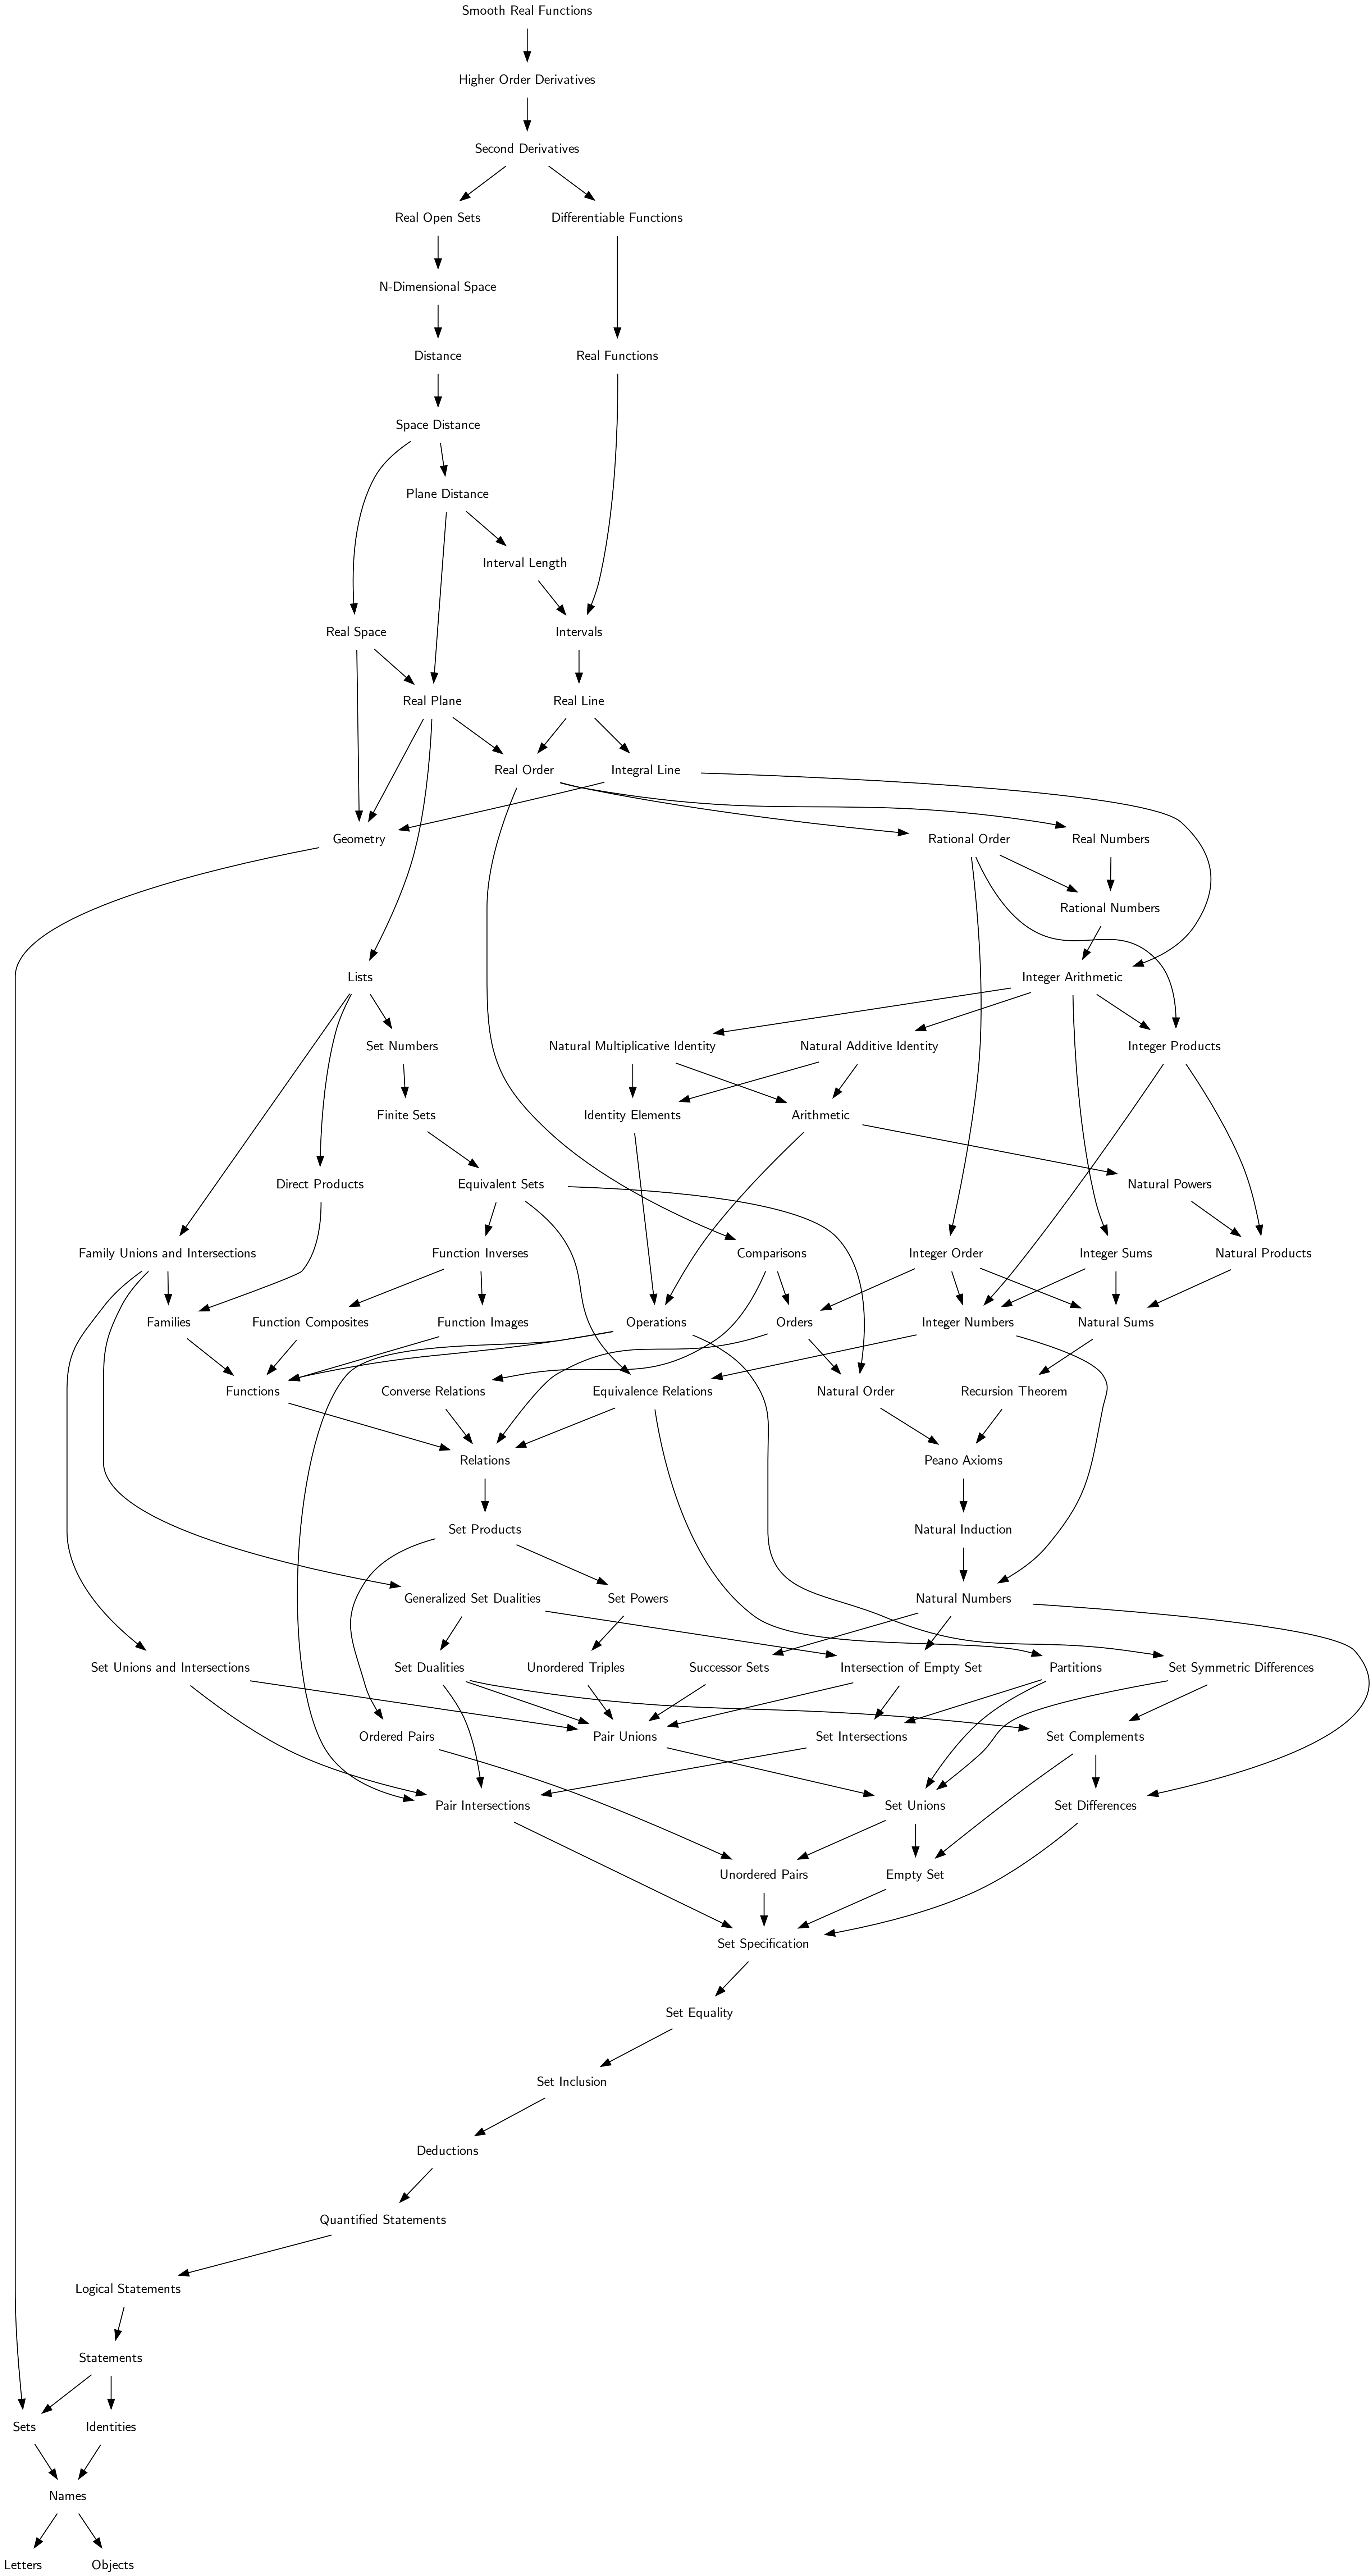 Smooth Real Functions
Higher Order Derivatives
Second Derivatives
Real Open Sets
Differentiable Functions
N-Dimensional Space
Distance
Real Functions
Space Distance
Plane Distance
Interval Length
Real Space
Intervals
Real Plane
Real Line
Real Order
Integral Line
Geometry
Rational Order
Real Numbers
Rational Numbers
Lists
Integer Arithmetic
Set Numbers
Natural Multiplicative Identity
Natural Additive Identity
Integer Products
Finite Sets
Identity Elements
Arithmetic
Direct Products
Equivalent Sets
Natural Powers
Family Unions and Intersections
Function Inverses
Comparisons
Integer Order
Integer Sums
Natural Products
Families
Function Composites
Function Images
Operations
Orders
Integer Numbers
Natural Sums
Functions
Converse Relations
Equivalence Relations
Natural Order
Recursion Theorem
Relations
Peano Axioms
Set Products
Natural Induction
Generalized Set Dualities
Set Powers
Natural Numbers
Set Unions and Intersections
Set Dualities
Unordered Triples
Successor Sets
Intersection of Empty Set
Partitions
Set Symmetric Differences
Ordered Pairs
Pair Unions
Set Intersections
Set Complements
Pair Intersections
Set Unions
Set Differences
Unordered Pairs
Empty Set
Set Specification
Set Equality
Set Inclusion
Deductions
Quantified Statements
Logical Statements
Statements
Sets
Identities
Names
Letters
Objects